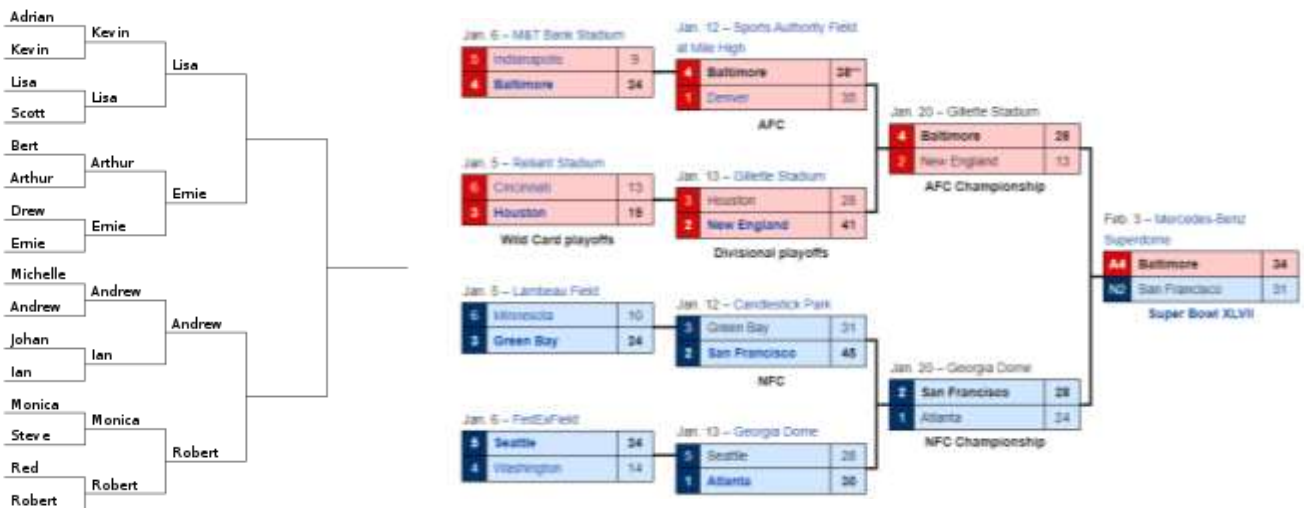 Adrian
Kevin
Kevin
Lisa
Lisa
Scott
Lisa
Bert
Arthur
Arthur
Drew
Ernie
Ernie
Ernie
Michelle
Andrew
Andrew
Johan
Ian
Ian
Andrew
Monica
Steve
Monica
Red
Robert
Robert
Robert
Jan. 6 – M&T Bank Stadium
5 Indianapolis 9
4 Baltimore 24
Jan. 5 – Reliant Stadium
6 Cincinnati 13
3 Houston 19
Wild Card playoffs
Jan. 5 – Lambeau Field
6 Minnesota 10
3 Green Bay 24
Jan. 6 – FedExField
5 Seattle 24
4 Washington 14
Jan. 12 – Sports Authority Field
at Mile High
4 Baltimore 38**
1 Denver 35
AFC
Jan. 13 – Gillette Stadium
3 Houston 28
2 New England 41
Divisional playoffs
Jan. 12 – Candlestick Park
3 Green Bay 31
2 San Francisco 45
NFC
Jan. 13 – Georgia Dome
5 Seattle 28
1 Atlanta 30
Jan. 20 – Gillette Stadium
4 Baltimore 28
2 New England 13
AFC Championship
Jan. 20 – Georgia Dome
2 San Francisco 28
1 Atlanta 24
NFC Championship
Feb. 3 – Mercedes-Benz
Superdome
A4 Baltimore 34
N2 San Francisco 31
Super Bowl XLVII